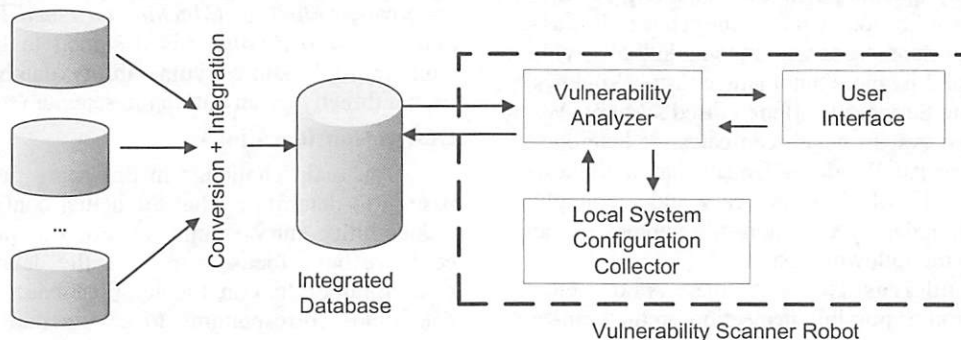 ...
Conversion + Integration
Integrated
Database
Vulnerability
Analyzer
User
Interface
Local System
Configuration
Collector
Vulnerability Scanner Robot